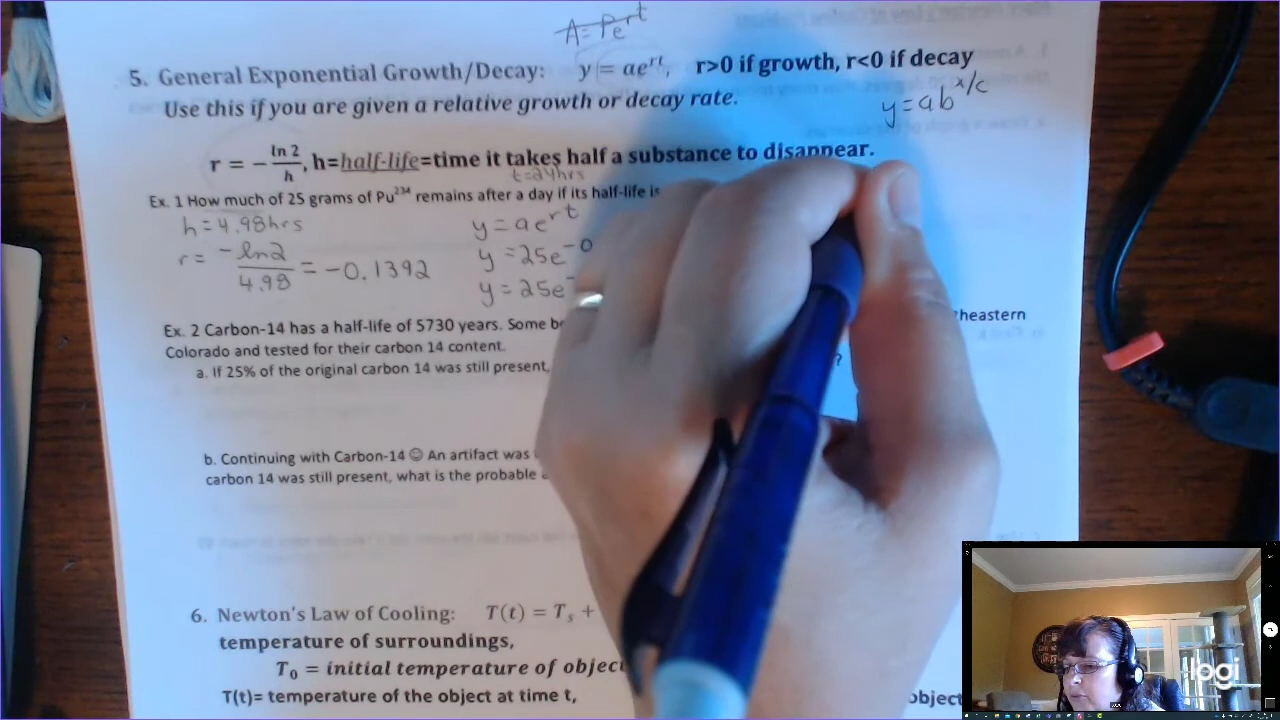 A=Pe^rt
5. General Exponential Growth/Decay: y = ae^rt, r>0 if growth, r<0 if decay
Use this if you are given a relative growth or decay rate.
y=ab^x/c
r = -ln 2/h, h=half-life=time it takes half a substance to disappear.
t=24hrs
Ex. 1 How much of 25 grams of Pu²³⁴ remains after a day if its half-life is
h=4.98hrs
y=ae^rt
r= -ln2/4.98 = -0.1392
y=25e^-0
y=25e^-
Ex. 2 Carbon-14 has a half-life of 5730 years. Some
Colorado and tested for their carbon 14 content.
a. If 25% of the original carbon 14 was still present,
?
b. Continuing with Carbon-14 ☺ An artifact was
carbon 14 was still present, what is the probable
6. Newton's Law of Cooling: T(t) = Tₛ +
temperature of surroundings,
T₀ = initial temperature of object
T(t)= temperature of the object at time t,
object
logi